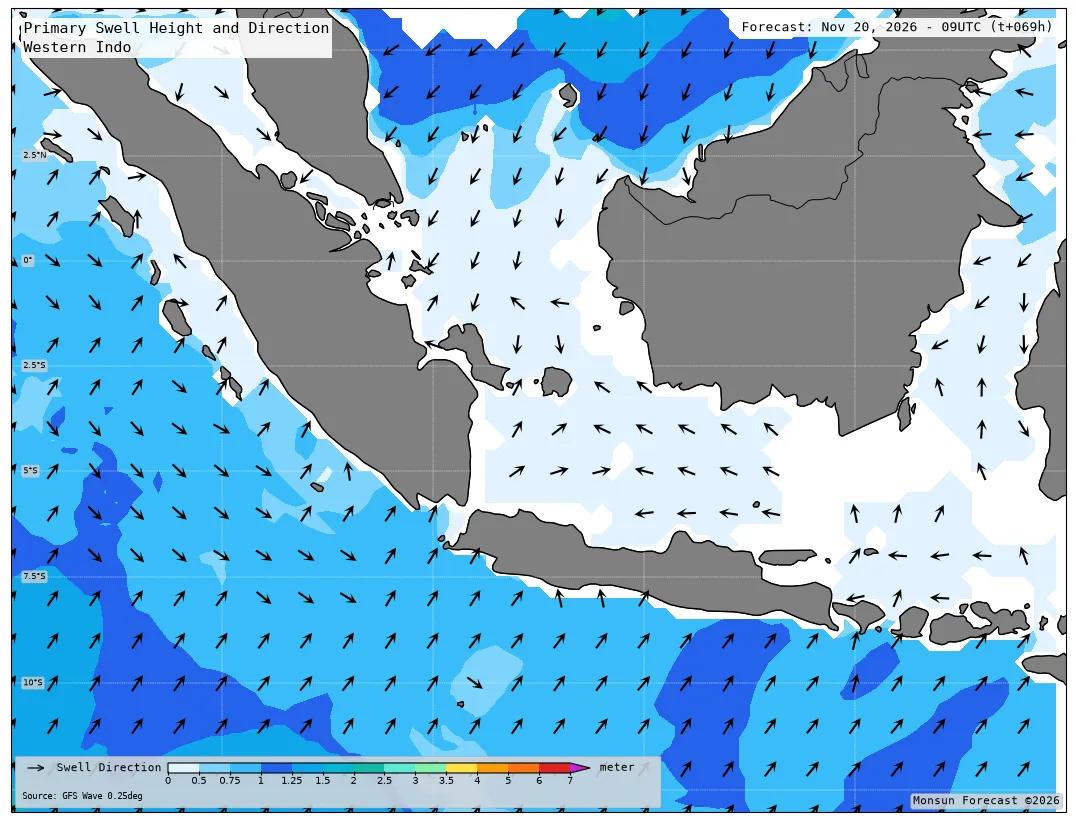 Primary Swell Height and Direction
Western Indo
Forecast: Nov 20, 2026 - 09UTC (t+069h)
2.5°N
0°
2.5°S
5°S
7.5°S
10°S
Swell Direction
meter
0 0.5 0.75 1 1.25 1.5 2 2.5 3 3.5 4 5 6 7
Source: GFS Wave 0.25deg
Monsun Forecast ©2026